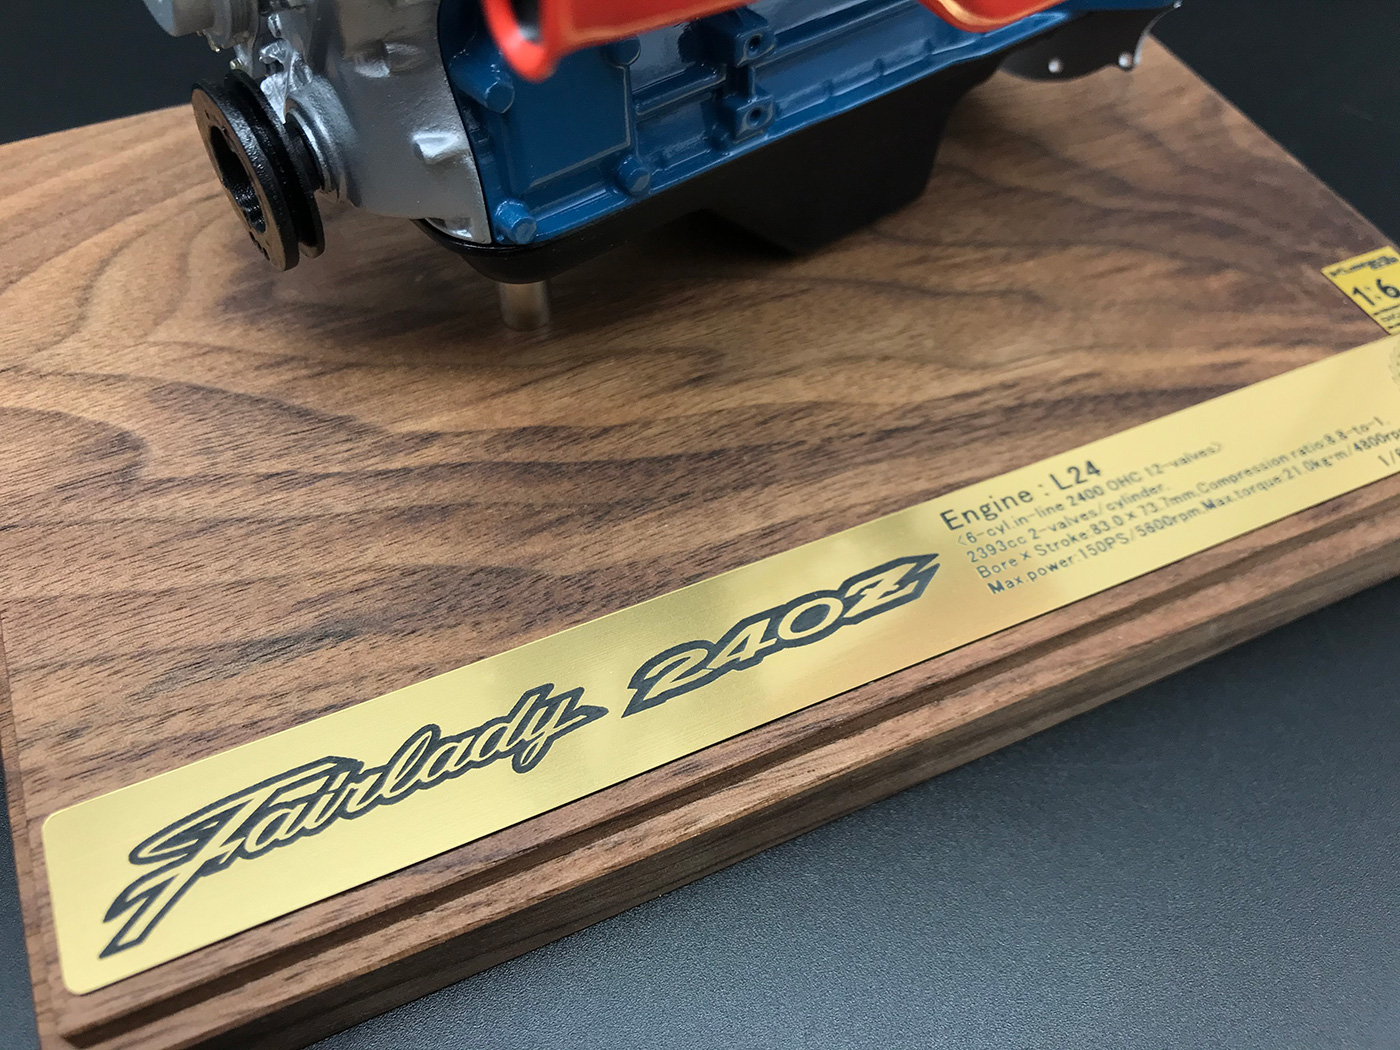 1:6
Fairlady 240Z
Engine : L24
<6-cyl.in-line 2400 OHC 12-valves>
2393cc 2-valves/cylinder.
Bore × Stroke:83.0 × 73.7mm.Compression ratio:8.8-to-1.
Max.power:150PS/5600rpm.Max.torque:21.0kg・m/4800rpm